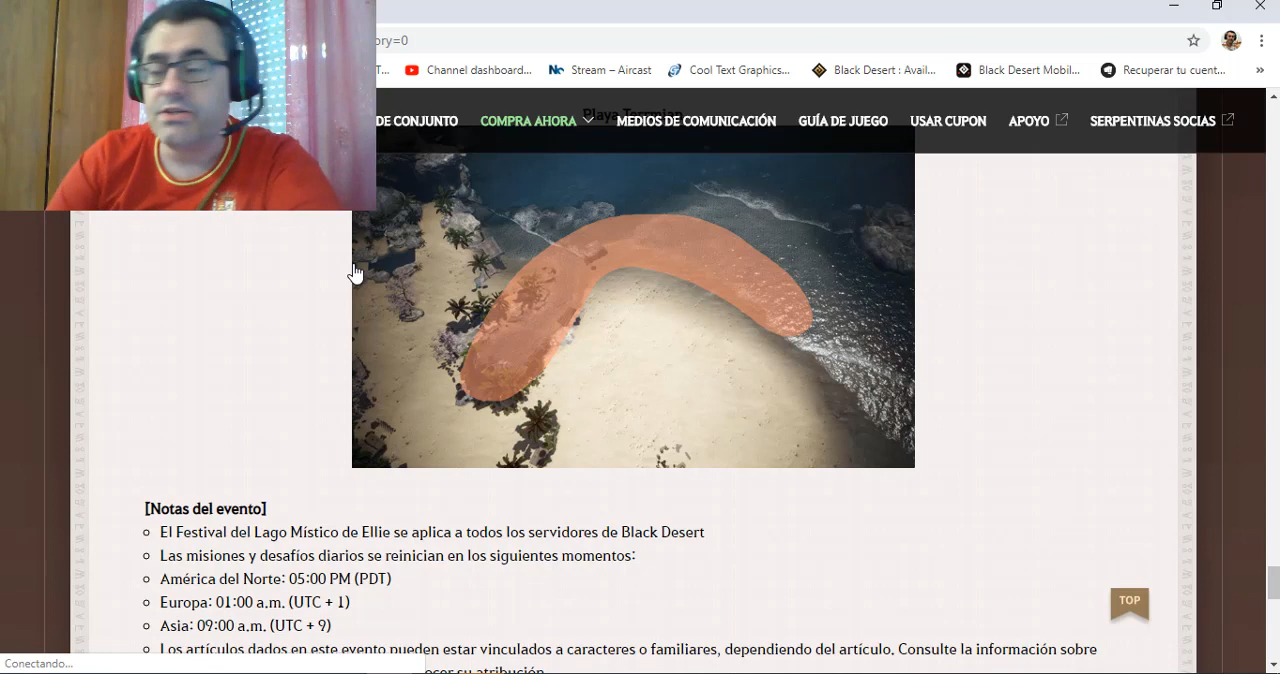 ory=0
T... Channel dashboard... Stream – Aircast Cool Text Graphics... Black Desert : Avail... Black Desert Mobil... Recuperar tu cuent... »
DE CONJUNTO COMPRA AHORA MEDIOS DE COMUNICACIÓN GUÍA DE JUEGO USAR CUPON APOYO SERPENTINAS SOCIAS
[Notas del evento]
El Festival del Lago Místico de Ellie se aplica a todos los servidores de Black Desert
Las misiones y desafíos diarios se reinician en los siguientes momentos:
América del Norte: 05:00 PM (PDT)
Europa: 01:00 a.m. (UTC + 1)
TOP
Asia: 09:00 a.m. (UTC + 9)
Los artículos dados en este evento pueden estar vinculados a caracteres o familiares, dependiendo del artículo. Consulte la información sobre
Conectando...
ocer su atribución